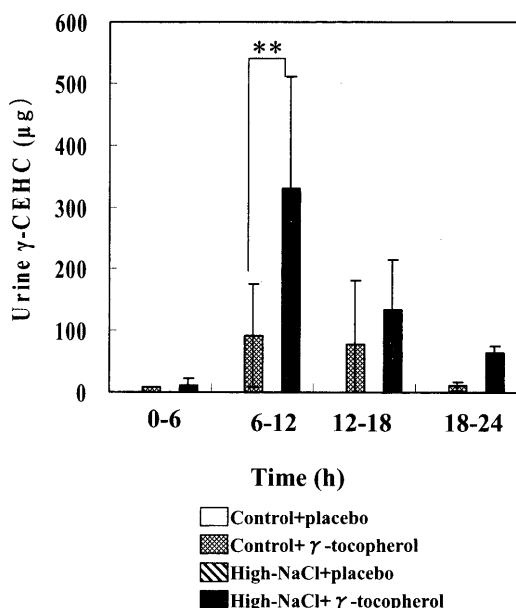 Urine γ-CEHC (μg)
600
500
400
300
200
100
0
**
0-6 6-12 12-18 18-24
Time (h)
Control+placebo
Control+γ-tocopherol
High-NaCl+placebo
High-NaCl+γ-tocopherol